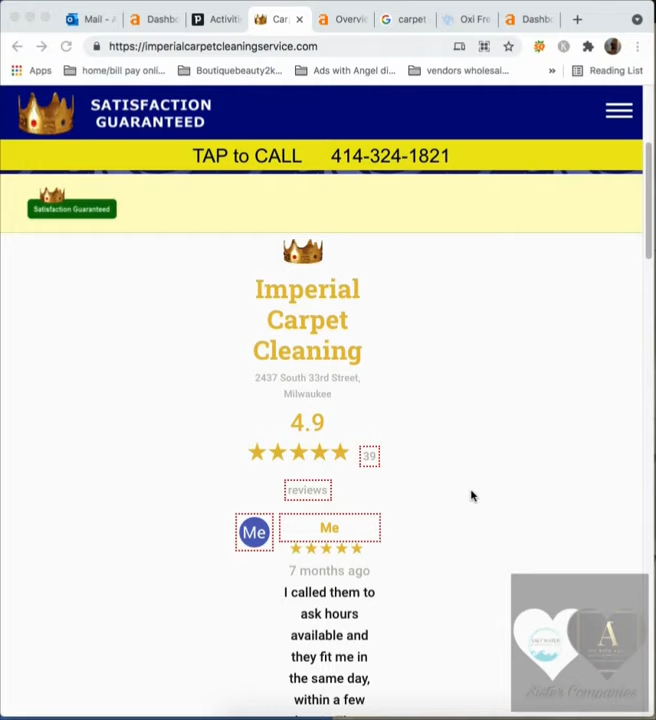 Mail - A
Dashbo
Activiti
Car
Overvie
carpet
Oxi Fre
Dashbo
https://imperialcarpetcleaningservice.com
Apps
home/bill pay onli...
Boutiquebeauty2k...
Ads with Angel di...
vendors wholesal...
»
Reading List
SATISFACTION
GUARANTEED
TAP to CALL 414-324-1821
Satisfaction Guaranteed
Imperial
Carpet
Cleaning
2437 South 33rd Street,
Milwaukee
4.9
39
reviews
Me
Me
7 months ago
I called them to
ask hours
available and
they fit me in
the same day,
within a few
A
Sister Companies